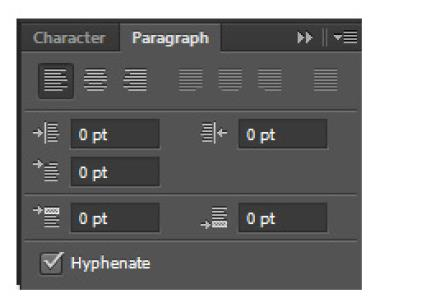 Character Paragraph
0 pt 0 pt
0 pt
0 pt 0 pt
Hyphenate